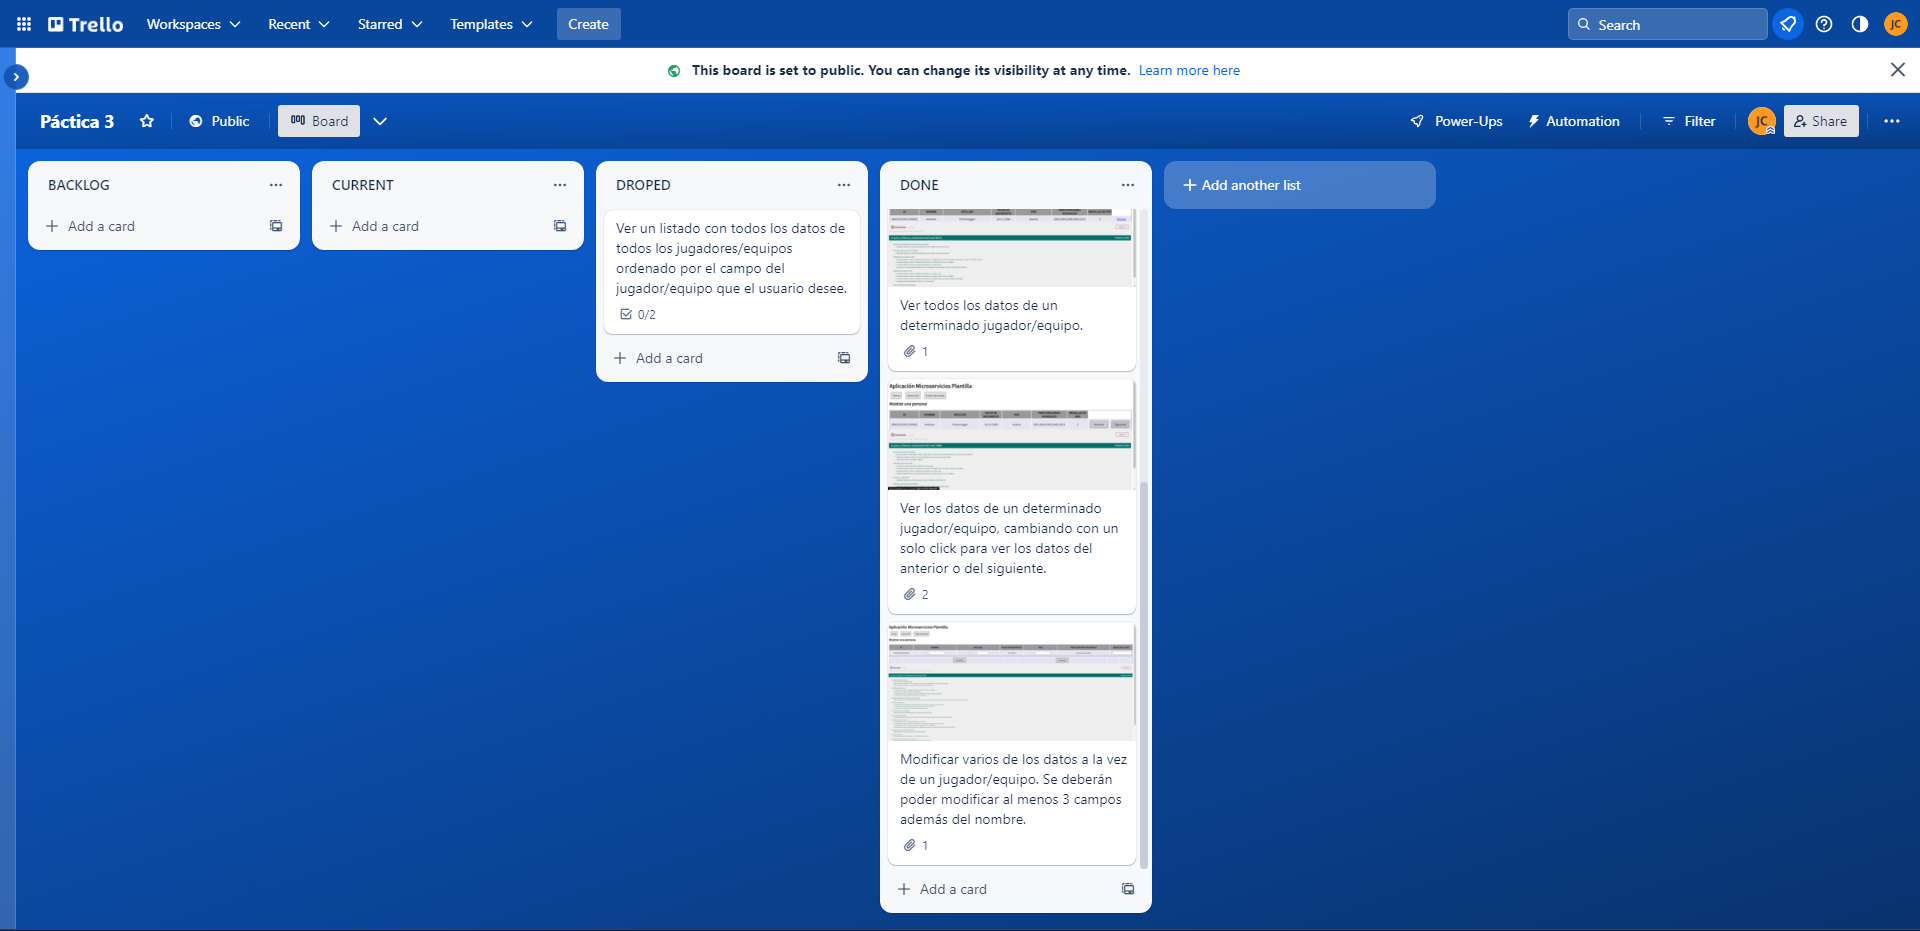 Trello
Workspaces
Recent
Starred
Templates
Create
Search
JC
This board is set to public. You can change its visibility at any time. Learn more here
Páctica 3
Public
Board
Power-Ups
Automation
Filter
JC
Share
BACKLOG
Add a card
CURRENT
Add a card
DROPED
Ver un listado con todos los datos de
todos los jugadores/equipos
ordenado por el campo del
jugador/equipo que el usuario desee.
0/2
Add a card
DONE
Ver todos los datos de un
determinado jugador/equipo.
1
Aplicación Microservicios Plantilla
Mostrar una persona
Ver los datos de un determinado
jugador/equipo, cambiando con un
solo click para ver los datos del
anterior o del siguiente.
2
Aplicación Microservicios Plantilla
Mostrar una persona
Modificar varios de los datos a la vez
de un jugador/equipo. Se deberán
poder modificar al menos 3 campos
además del nombre.
1
Add a card
Add another list